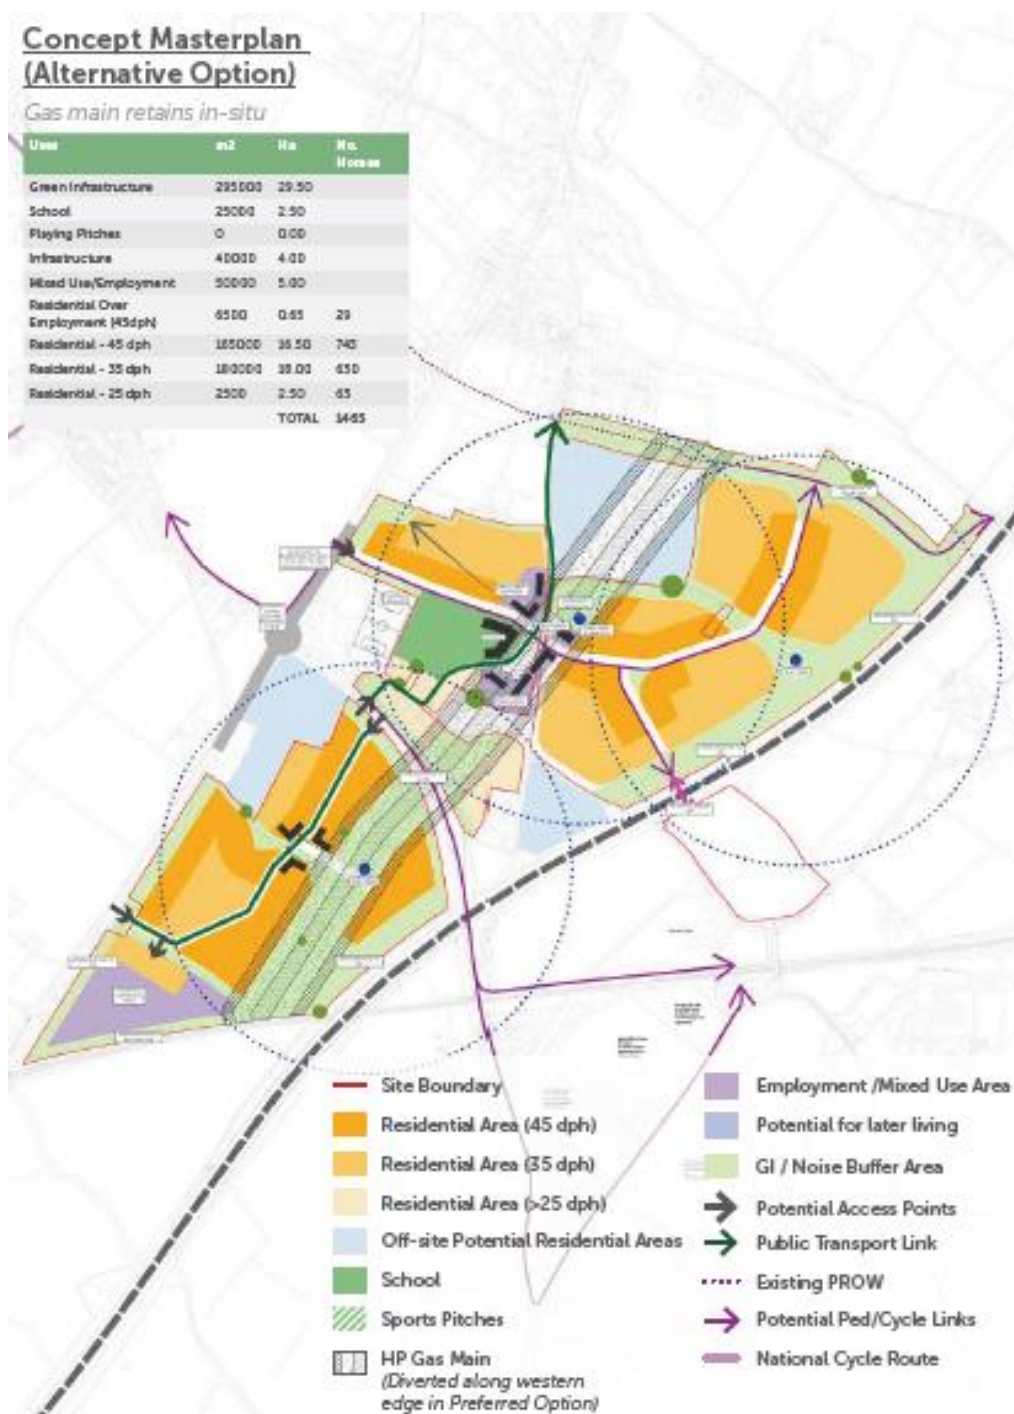 Concept Masterplan
(Alternative Option)
Gas main retains in-situ
Uses m2 Ha No. Homes
Green Infrastructure 295000 29.50
School 25000 2.50
Playing Pitches 0 0.00
Infrastructure 40000 4.00
Mixed Use/Employment 50000 5.00
Residential Over
Employment (45dph) 6500 0.65 29
Residential - 45 dph 165000 16.50 743
Residential - 35 dph 180000 18.00 630
Residential - 25 dph 2500 2.50 63
TOTAL 1465
Site Boundary
Residential Area (45 dph)
Residential Area (35 dph)
Residential Area (>25 dph)
Off-site Potential Residential Areas
School
Sports Pitches
HP Gas Main
(Diverted along western
edge in Preferred Option)
Employment /Mixed Use Area
Potential for later living
GI / Noise Buffer Area
Potential Access Points
Public Transport Link
Existing PROW
Potential Ped/Cycle Links
National Cycle Route